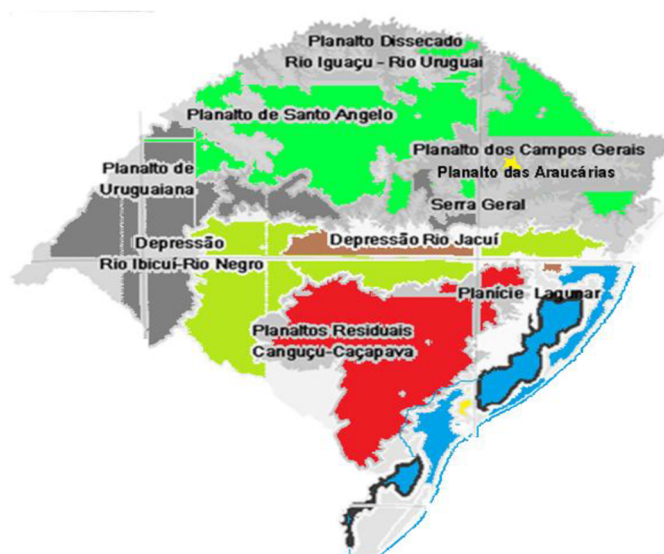 Planalto Dissecado
Rio Iguaçu - Rio Uruguai
Planalto de Santo Angelo
Planalto dos Campos Gerais
Planalto das Araucárias
Planalto de
Uruguaiana
Serra Geral
Depressão
Rio Ibicuí-Rio Negro
Depressão Rio Jacuí
Planície Lagunar
Planaltos Residuais
Canguçu-Caçapava